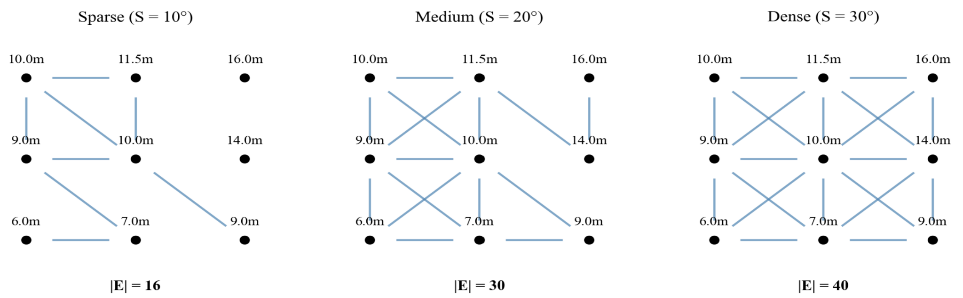 Sparse (S = 10°)
10.0m 11.5m 16.0m
9.0m 10.0m 14.0m
6.0m 7.0m 9.0m
|E| = 16
Medium (S = 20°)
10.0m 11.5m 16.0m
9.0m 10.0m 14.0m
6.0m 7.0m 9.0m
|E| = 30
Dense (S = 30°)
10.0m 11.5m 16.0m
9.0m 10.0m 14.0m
6.0m 7.0m 9.0m
|E| = 40